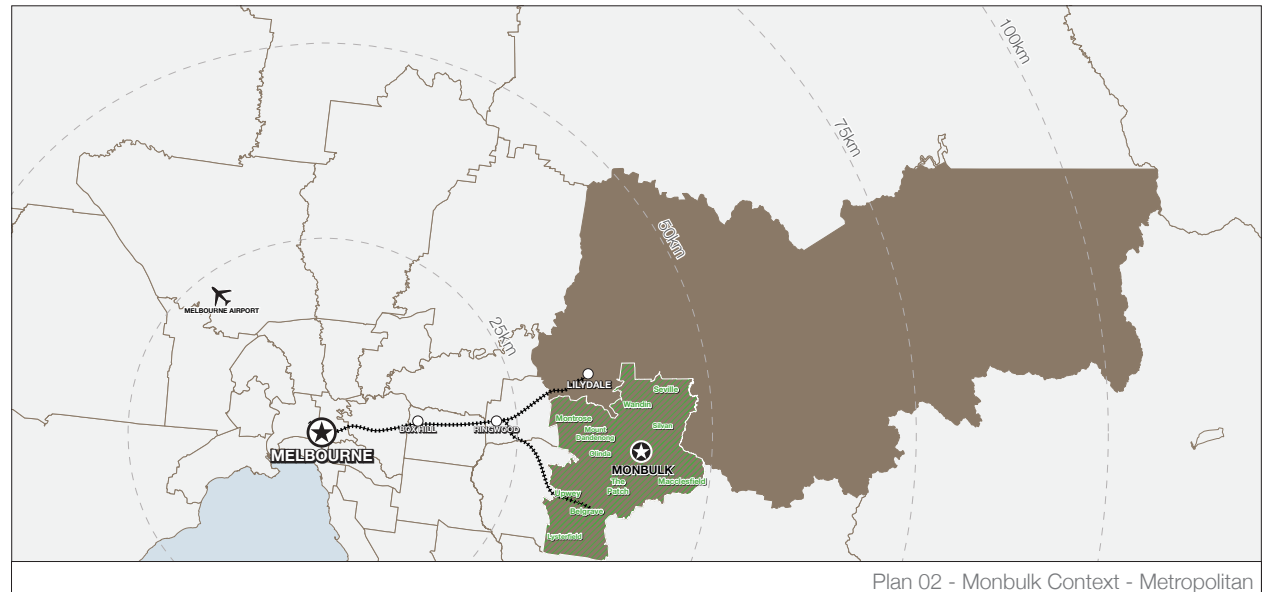 100km
75km
50km
25km
MELBOURNE AIRPORT
LILYDALE
Seville
Wandin
Montrose
Silvan
BOX HILL
RINGWOOD
Mount
Dandenong
MELBOURNE
Olinda
MONBULK
The
Patch
Macclesfield
Upwey
Belgrave
Lysterfield
Plan 02 - Monbulk Context - Metropolitan